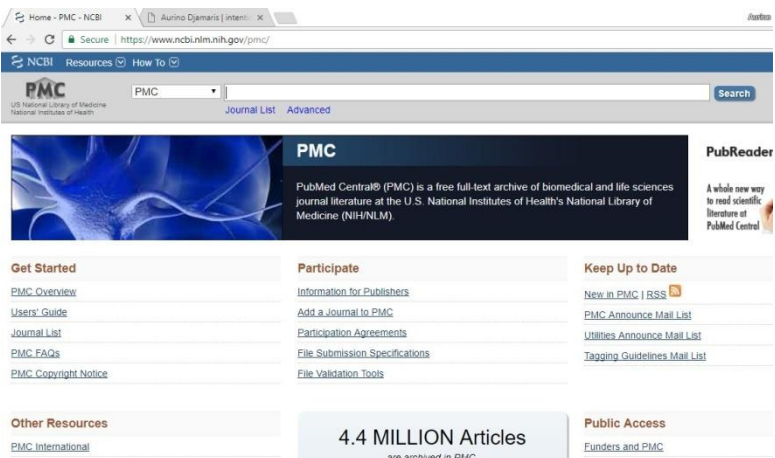 Home - PMC - NCBI
Aurino Djamaris | intenti
Aurino
Secure | https://www.ncbi.nlm.nih.gov/pmc/
NCBI Resources How To
PMC
US National Library of Medicine
National Institutes of Health
PMC
Search
Journal List Advanced
PMC
PubMed Central® (PMC) is a free full-text archive of biomedical and life sciences
journal literature at the U.S. National Institutes of Health's National Library of
Medicine (NIH/NLM).
PubReader
A whole new way
to read scientific
literature at
PubMed Central
Get Started
PMC Overview
Users' Guide
Journal List
PMC FAQs
PMC Copyright Notice
Participate
Information for Publishers
Add a Journal to PMC
Participation Agreements
File Submission Specifications
File Validation Tools
Keep Up to Date
New in PMC | RSS
PMC Announce Mail List
Utilities Announce Mail List
Tagging Guidelines Mail List
Other Resources
PMC International
4.4 MILLION Articles
are archived in PMC
Public Access
Funders and PMC